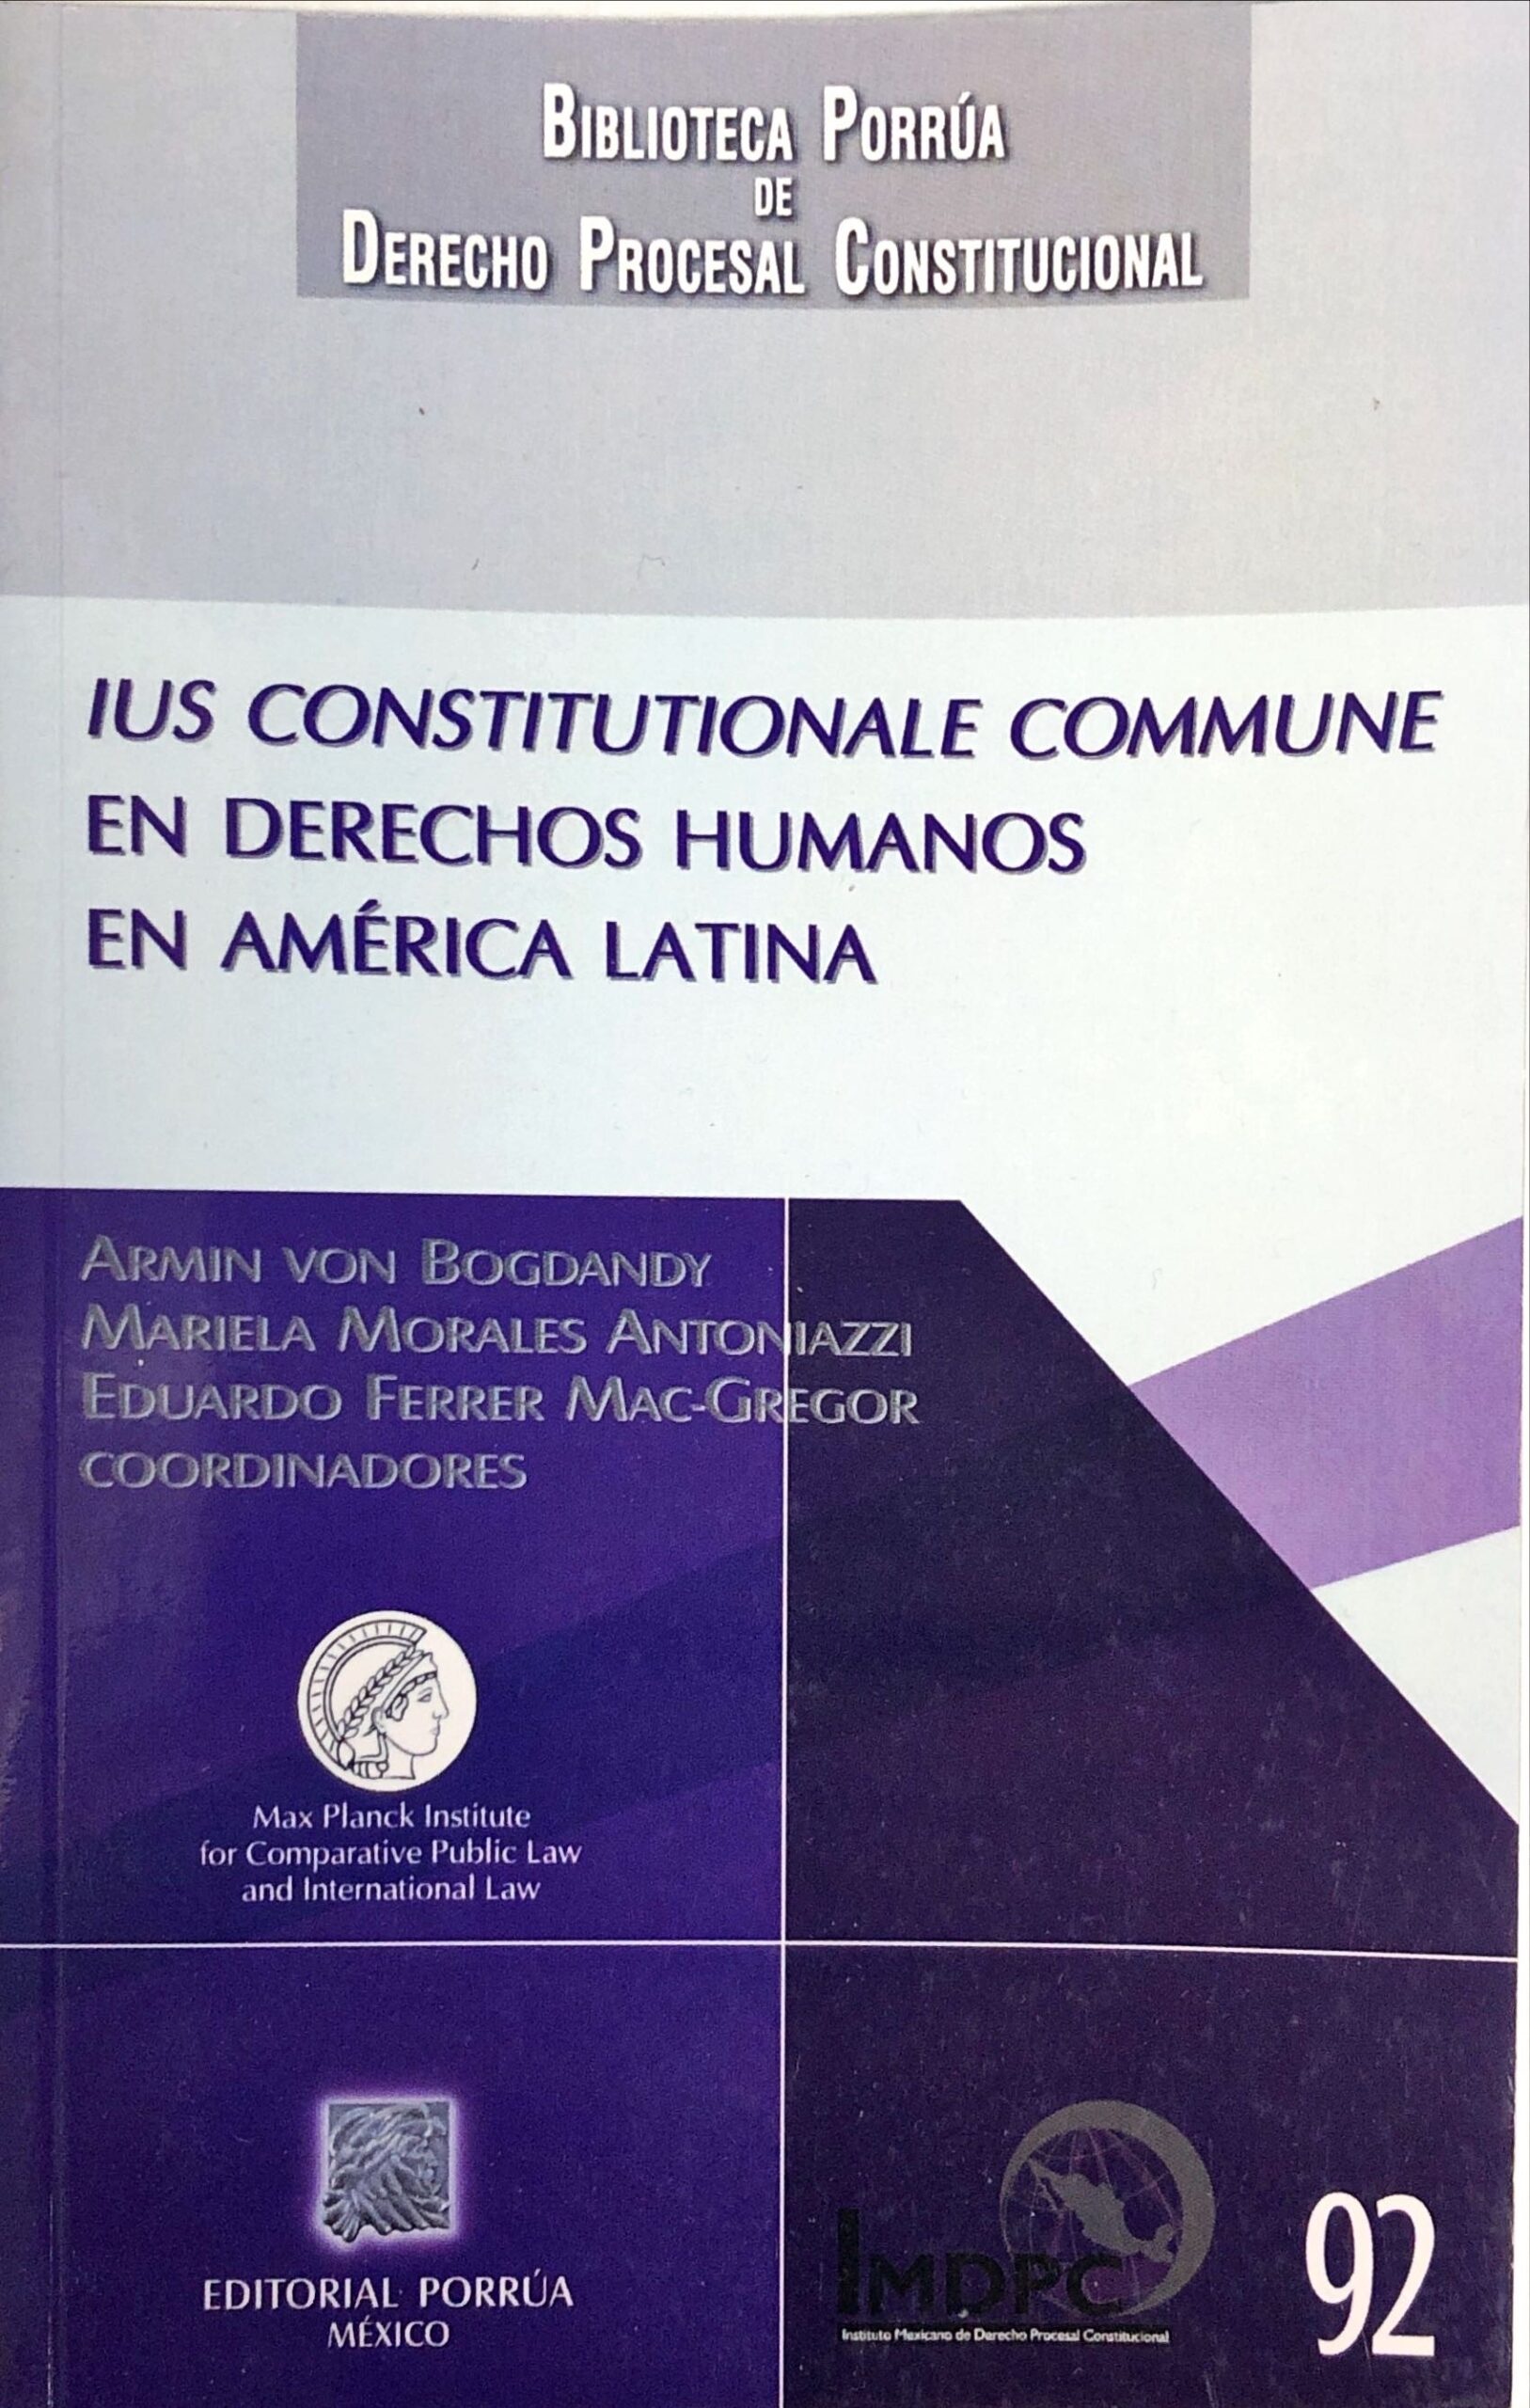 BIBLIOTECA PORRÚA
DE
DERECHO PROCESAL CONSTITUCIONAL
IUS CONSTITUTIONALE COMMUNE
EN DERECHOS HUMANOS
EN AMÉRICA LATINA
ARMIN VON BOGDANDY
MARIELA MORALES ANTONIAZZI
EDUARDO FERRER MAC-GREGOR
COORDINADORES
Max Planck Institute
for Comparative Public Law
and International Law
EDITORIAL PORRÚA
MÉXICO
IMDPC
Instituto Mexicano de Derecho Procesal Constitucional
92